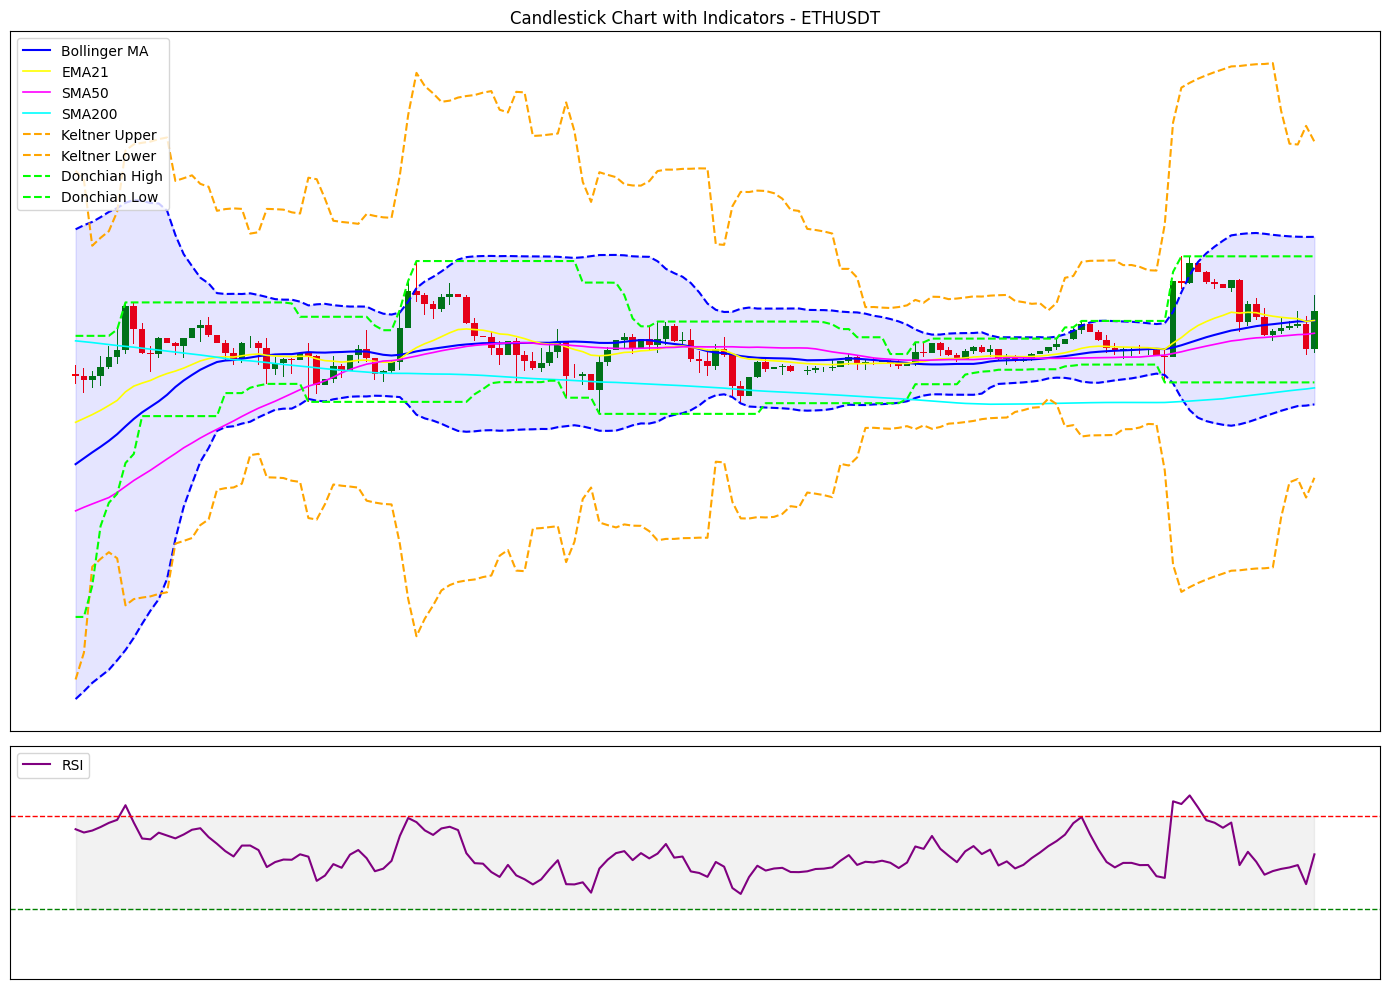 Candlestick Chart with Indicators - ETHUSDT
Bollinger MA
EMA21
SMA50
SMA200
Keltner Upper
Keltner Lower
Donchian High
Donchian Low
RSI